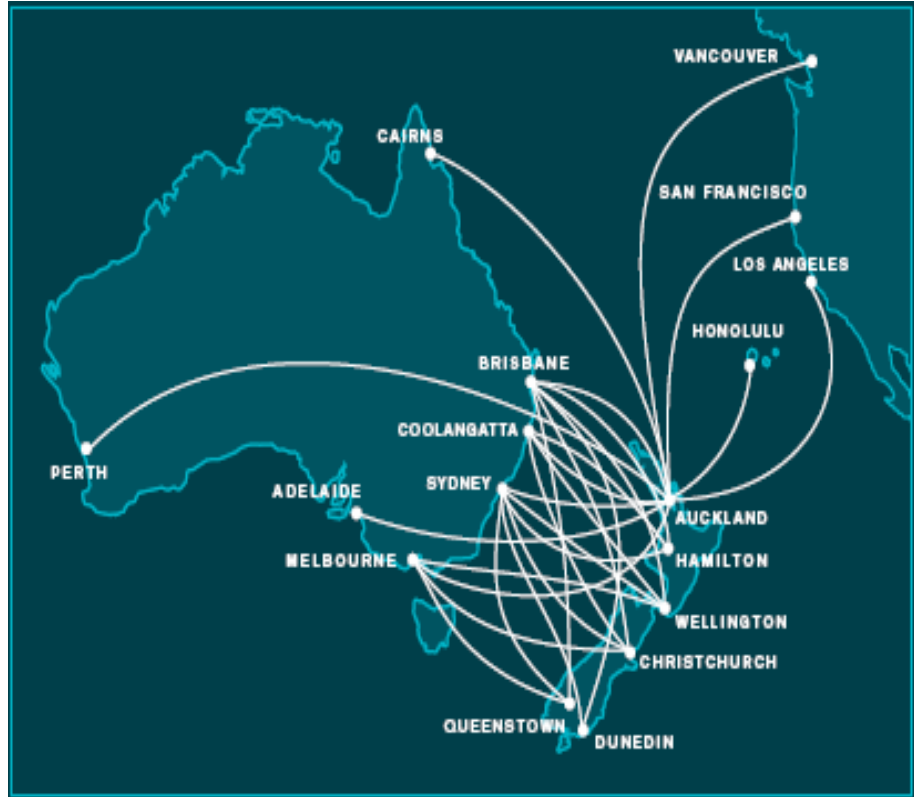 VANCOUVER
CAIRNS
SAN FRANCISCO
LOS ANGELES
HONOLULU
BRISBANE
COOLANGATTA
PERTH
SYDNEY
ADELAIDE
AUCKLAND
MELBOURNE
HAMILTON
WELLINGTON
CHRISTCHURCH
QUEENSTOWN
DUNEDIN